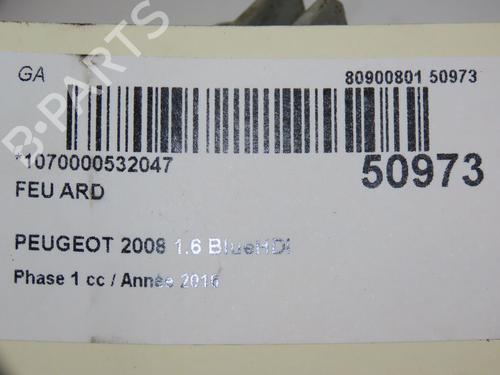 GA
80900801 50973
*1070000532047
50973
FEU ARD
PEUGEOT 2008 1.6 BlueHDi
Phase 1 cc / Année 2016
B-PARTS